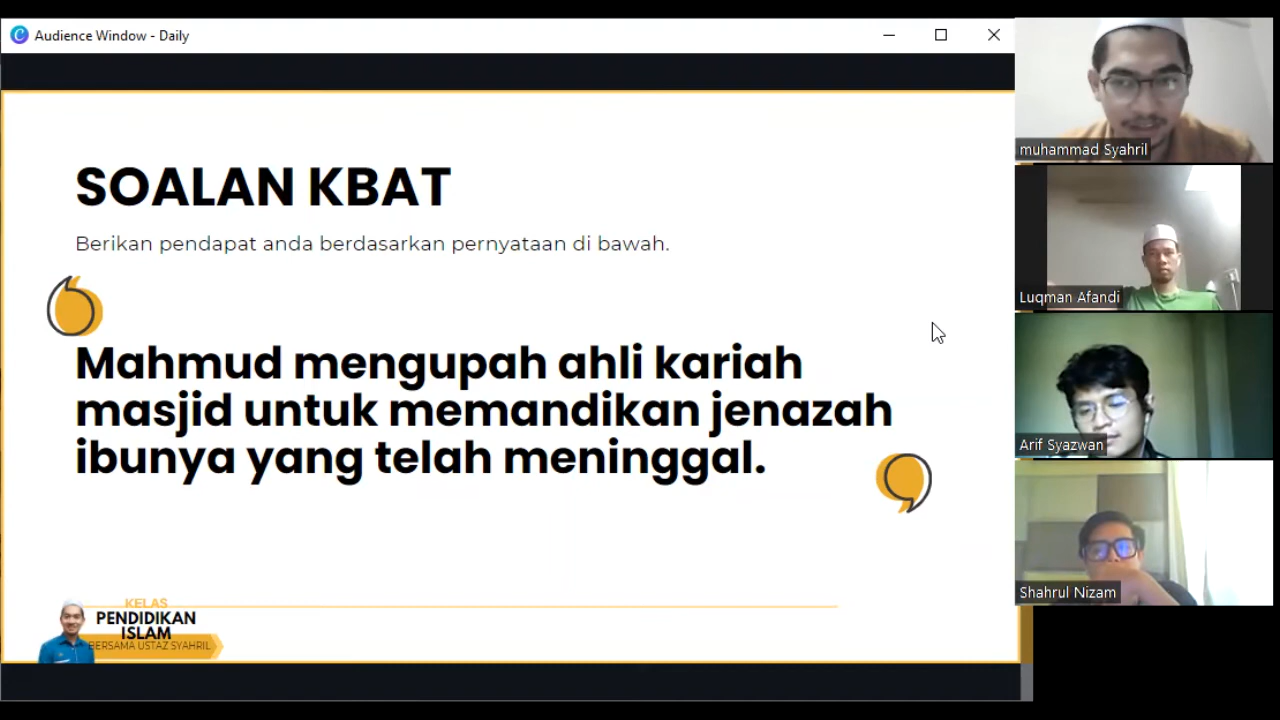 Audience Window - Daily
SOALAN KBAT
Berikan pendapat anda berdasarkan pernyataan di bawah.
Mahmud mengupah ahli kariah
masjid untuk memandikan jenazah
ibunya yang telah meninggal.
KELAS
PENDIDIKAN
ISLAM
BERSAMA USTAZ SYAHRIL
muhammad Syahril
Luqman Afandi
Arif Syazwan
Shahrul Nizam